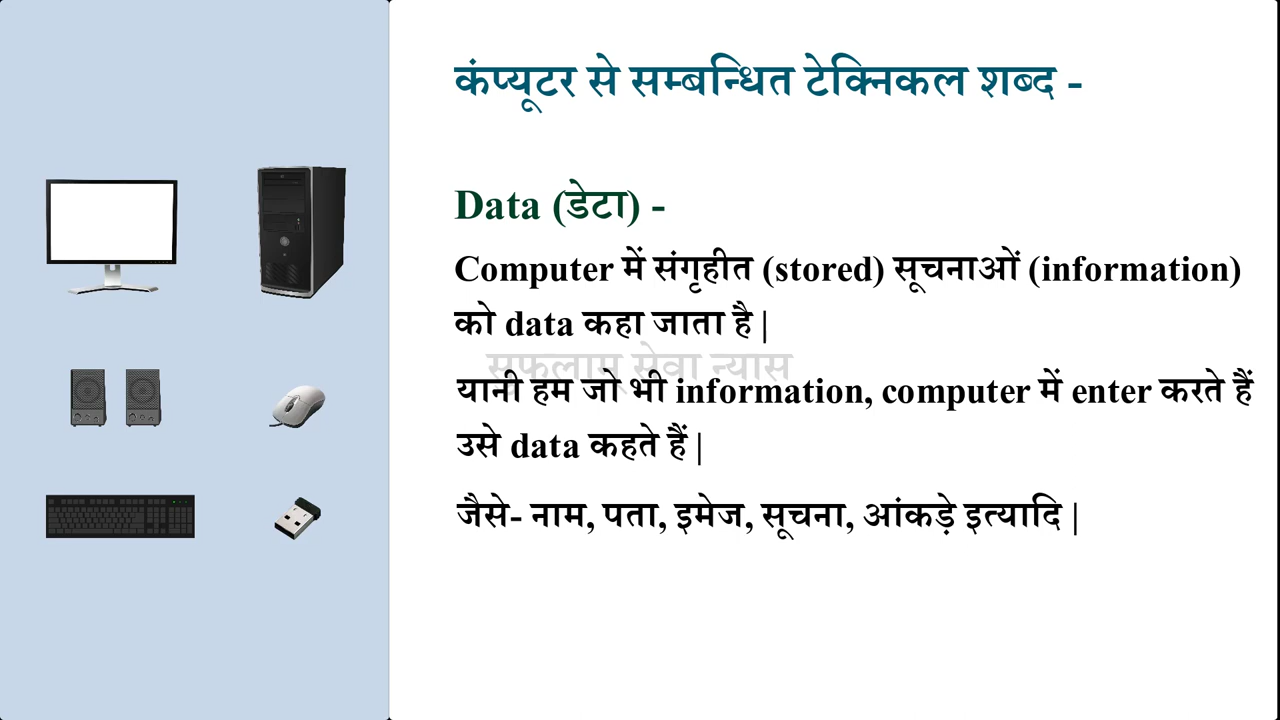 कंप्यूटर से सम्बन्धित टेक्निकल शब्द -
Data (डेटा) -
Computer में संगृहीत (stored) सूचनाओं (information)
को data कहा जाता है |
सफलाम् सेवा न्यास
यानी हम जो भी information, computer में enter करते हैं
उसे data कहते हैं |
जैसे- नाम, पता, इमेज, सूचना, आंकड़े इत्यादि |